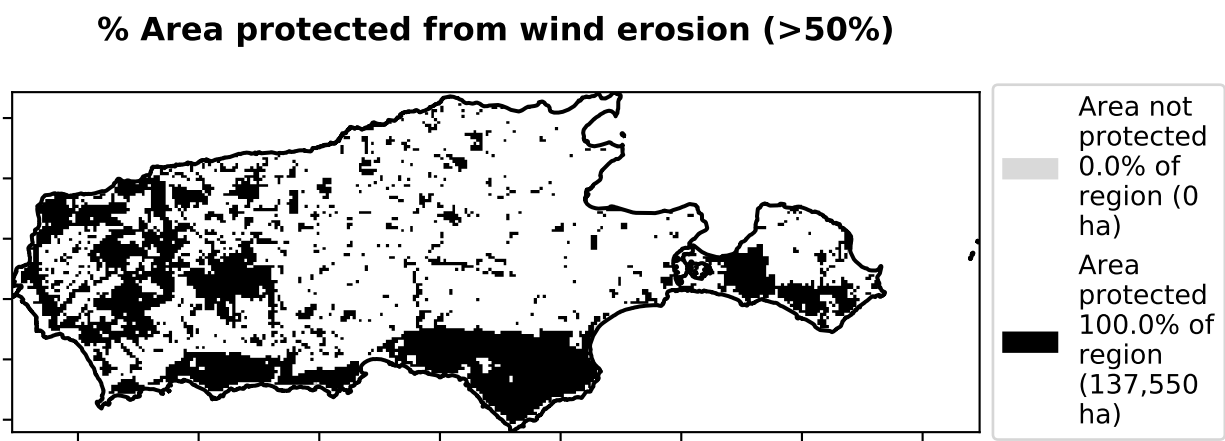 % Area protected from wind erosion (>50%)
Area not
protected
0.0% of
region (0
ha)
Area
protected
100.0% of
region
(137,550
ha)